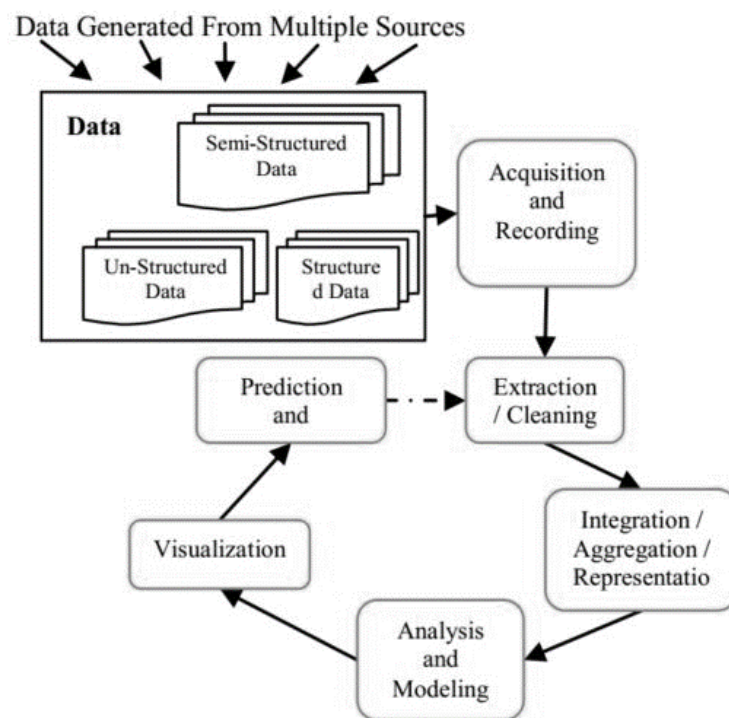 Data Generated From Multiple Sources
Data
Semi-Structured
Data
Un-Structured
Data
Structure
d Data
Acquisition
and
Recording
Extraction
/ Cleaning
Integration /
Aggregation /
Representatio
Analysis
and
Modeling
Visualization
Prediction
and